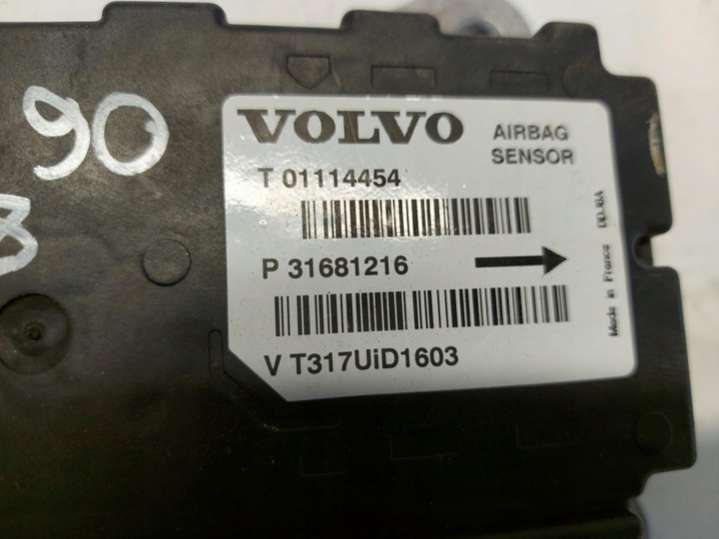 90
VOLVO
AIRBAG
SENSOR
T 01114454
P 31681216
V T317UiD1603
Made in France